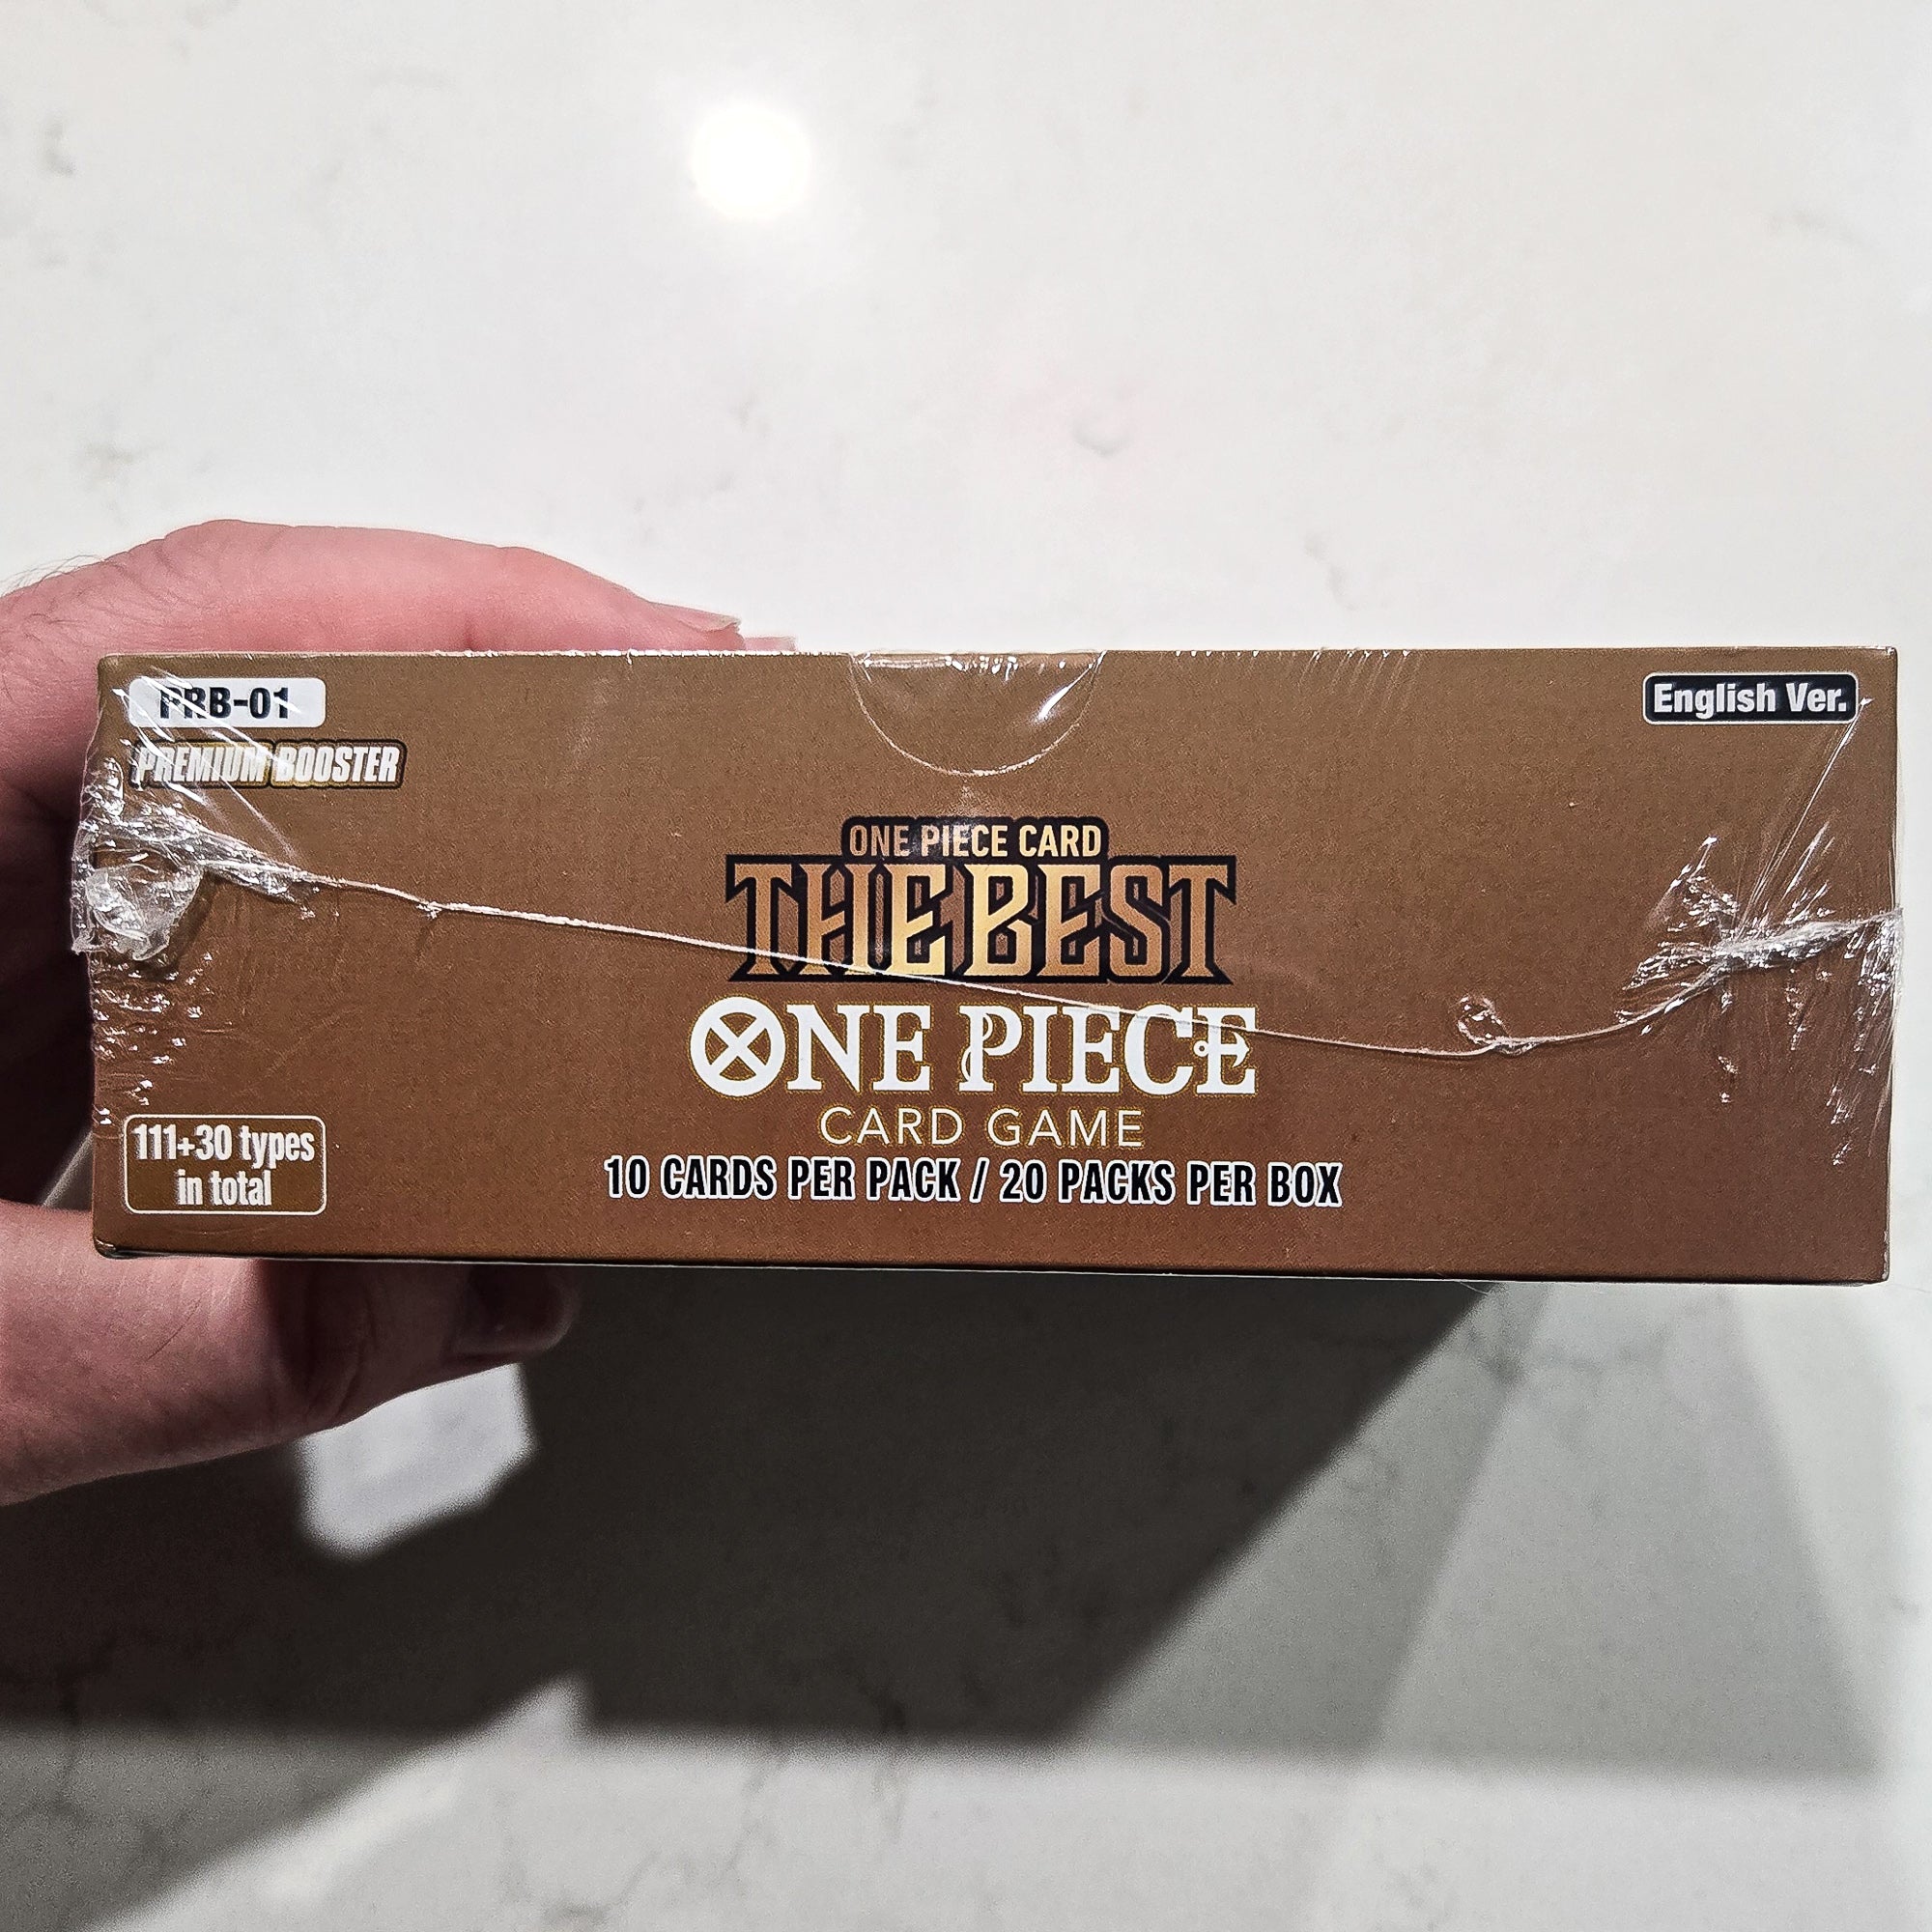 PRB-01
English Ver.
PREMIUM BOOSTER
ONE PIECE CARD
THE BEST
ONE PIECE
CARD GAME
111+30 types
in total
10 CARDS PER PACK / 20 PACKS PER BOX